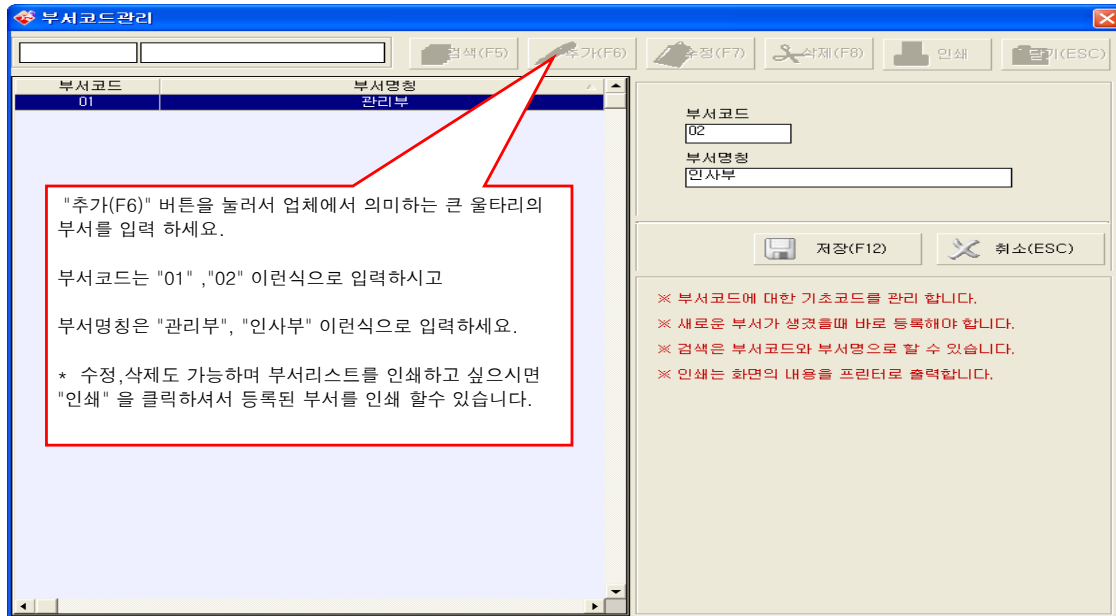 부서코드관리
검색(F5) 추가(F6) 수정(F7) 삭제(F8) 인쇄 닫기(ESC)
부서코드 부서명칭
01 관리부
"추가(F6)" 버튼을 눌러서 업체에서 의미하는 큰 울타리의
부서를 입력 하세요.
부서코드는 "01" ,"02" 이런식으로 입력하시고
부서명칭은 "관리부", "인사부" 이런식으로 입력하세요.
* 수정,삭제도 가능하며 부서리스트를 인쇄하고 싶으시면
"인쇄" 을 클릭하셔서 등록된 부서를 인쇄 할수 있습니다.
부서코드
02
부서명칭
인사부
저장(F12) 취소(ESC)
※ 부서코드에 대한 기초코드를 관리 합니다.
※ 새로운 부서가 생겼을때 바로 등록해야 합니다.
※ 검색은 부서코드와 부서명으로 할 수 있습니다.
※ 인쇄는 화면의 내용을 프린터로 출력합니다.